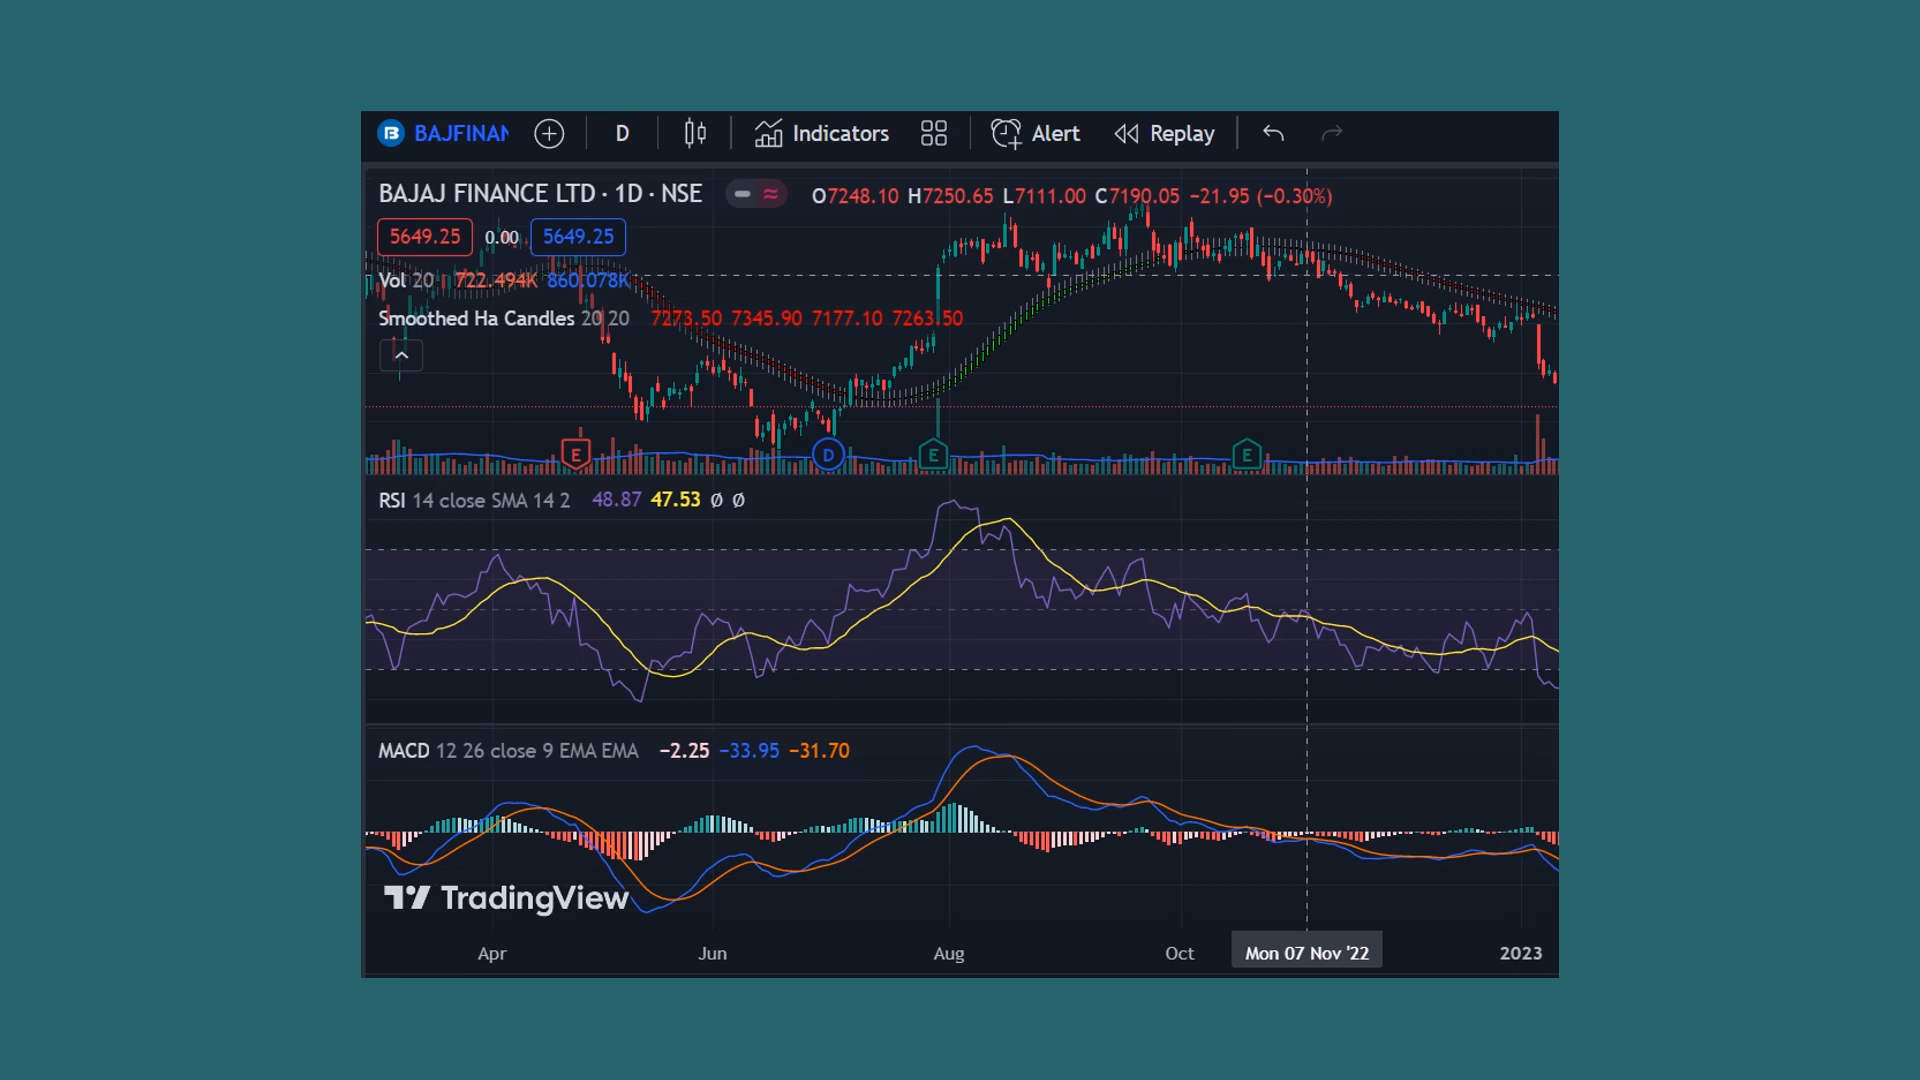 B BAJFINAN D Indicators Alert Replay
BAJAJ FINANCE LTD · 1D · NSE O7248.10 H7250.65 L7111.00 C7190.05 −21.95 (−0.30%)
5649.25 0.00 5649.25
Vol 20 722.494K 860.078K
Smoothed Ha Candles 20 20 7273.50 7345.90 7177.10 7263.50
E D E E
RSI 14 close SMA 14 2 48.87 47.53 Ø Ø
MACD 12 26 close 9 EMA EMA −2.25 −33.95 −31.70
TradingView
Apr Jun Aug Oct Mon 07 Nov '22 2023